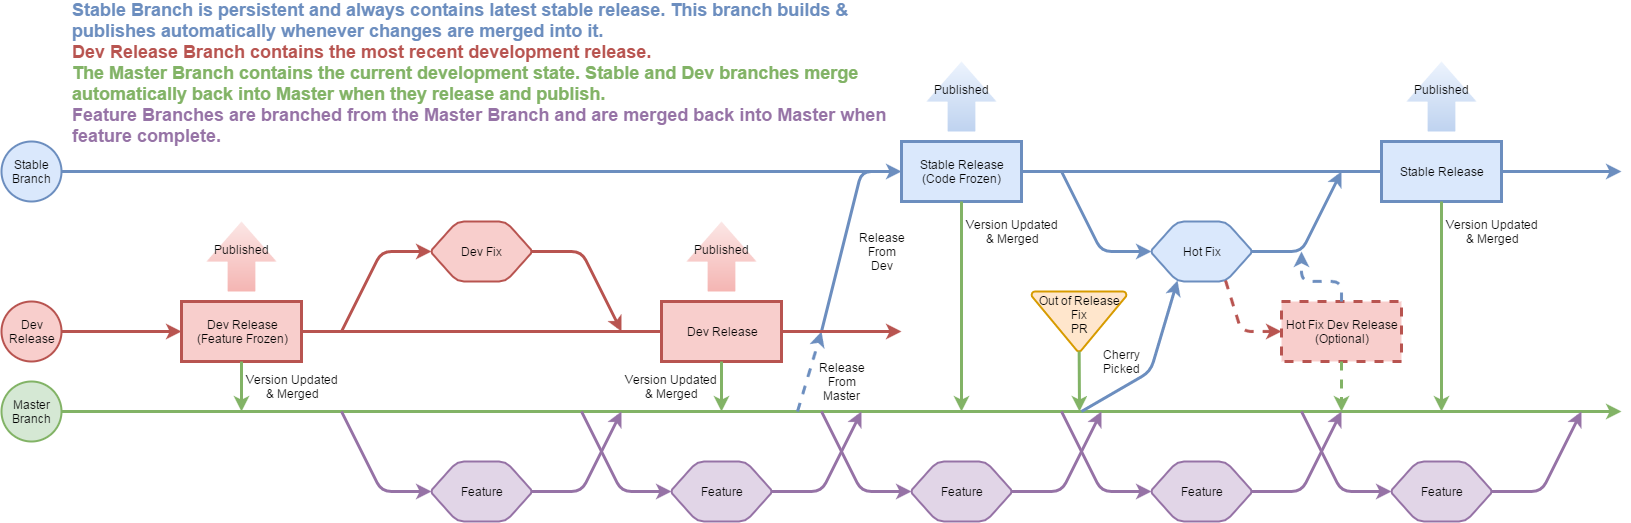 Stable Branch is persistent and always contains latest stable release. This branch builds &
publishes automatically whenever changes are merged into it.
Dev Release Branch contains the most recent development release.
The Master Branch contains the current development state. Stable and Dev branches merge
automatically back into Master when they release and publish.
Feature Branches are branched from the Master Branch and are merged back into Master when
feature complete.
Published
Published
Stable
Branch
Stable Release
(Code Frozen)
Stable Release
Published
Dev Fix
Published
Release
From
Dev
Version Updated
& Merged
Hot Fix
Version Updated
& Merged
Dev
Release
Dev Release
(Feature Frozen)
Dev Release
Out of Release
Fix
PR
Hot Fix Dev Release
(Optional)
Version Updated
& Merged
Version Updated
& Merged
Release
From
Master
Cherry
Picked
Master
Branch
Feature
Feature
Feature
Feature
Feature